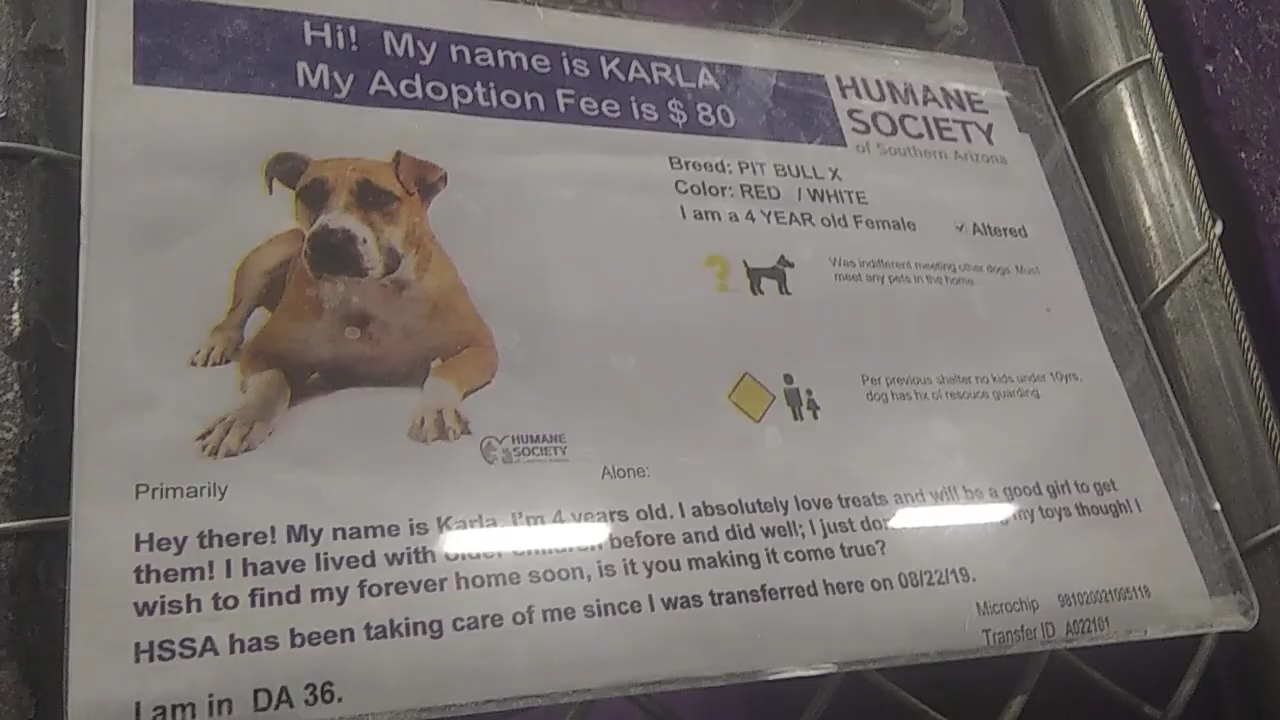 Hi! My name is KARLA
My Adoption Fee is $ 80
HUMANE
SOCIETY
of Southern Arizona
Breed: PIT BULL X
Color: RED / WHITE
I am a 4 YEAR old Female
Altered
?
Was indifferent meeting other dogs. Must
meet any pets in the home.
Per previous shelter no kids under 10yrs,
dog has hx of resouce guarding.
HUMANE
SOCIETY
Primarily
Alone:
Hey there! My name is Karla. I'm 4 years old. I absolutely love treats and will be a good girl to get
them! I have lived with older children before and did well; I just my toys though! I
wish to find my forever home soon, is it you making it come true?
HSSA has been taking care of me since I was transferred here on 08/22/19.
Microchip 981020021005118
Transfer ID A022101
I am in DA 36.